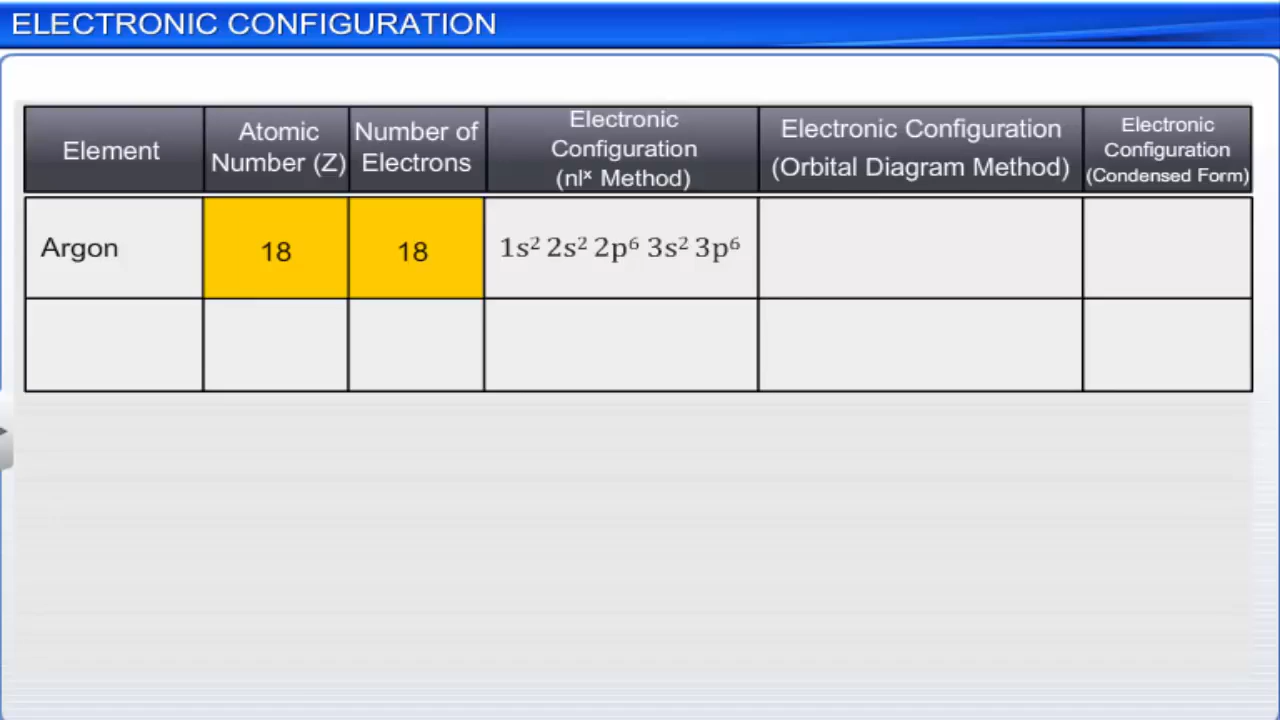 ELECTRONIC CONFIGURATION
Element
Atomic
Number (Z)
Number of
Electrons
Electronic
Configuration
(nlˣ Method)
Electronic Configuration
(Orbital Diagram Method)
Electronic
Configuration
(Condensed Form)
Argon
18
18
1s² 2s² 2p⁶ 3s² 3p⁶